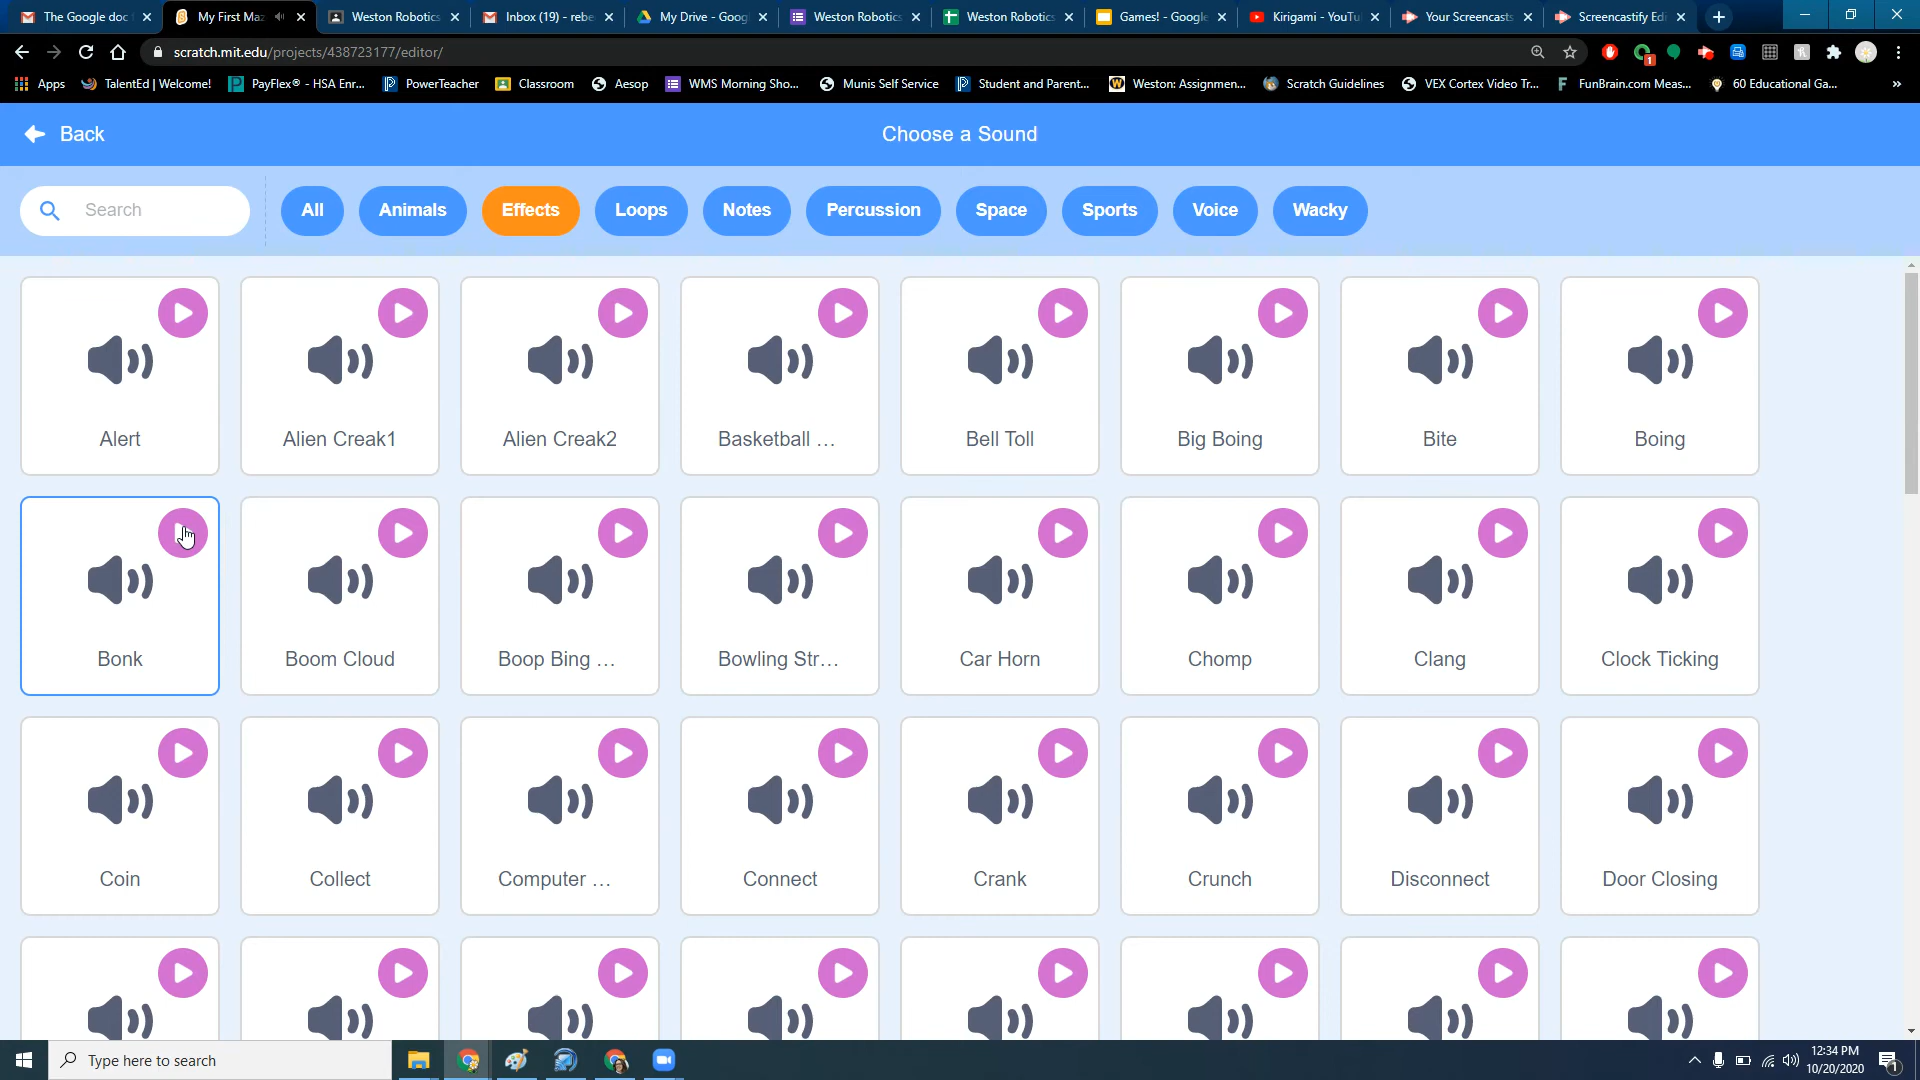 The Google doc f
My First Maz
Weston Robotics
Inbox (19) - rebe
My Drive - Goog
Weston Robotics
Weston Robotics
Games! - Google
Kirigami - YouTu
Your Screencasts
Screencastify Edi
scratch.mit.edu/projects/438723177/editor/
1
Apps
TalentEd | Welcome!
PayFlex® - HSA Enr...
PowerTeacher
Classroom
Aesop
WMS Morning Sho...
Munis Self Service
Student and Parent...
Weston: Assignmen...
Scratch Guidelines
VEX Cortex Video Tr...
FunBrain.com Meas...
60 Educational Ga...
»
Back
Choose a Sound
Search
All
Animals
Effects
Loops
Notes
Percussion
Space
Sports
Voice
Wacky
Alert
Alien Creak1
Alien Creak2
Basketball ...
Bell Toll
Big Boing
Bite
Boing
Bonk
Boom Cloud
Boop Bing ...
Bowling Str...
Car Horn
Chomp
Clang
Clock Ticking
Coin
Collect
Computer ...
Connect
Crank
Crunch
Disconnect
Door Closing
Type here to search
12:34 PM
10/20/2020
1